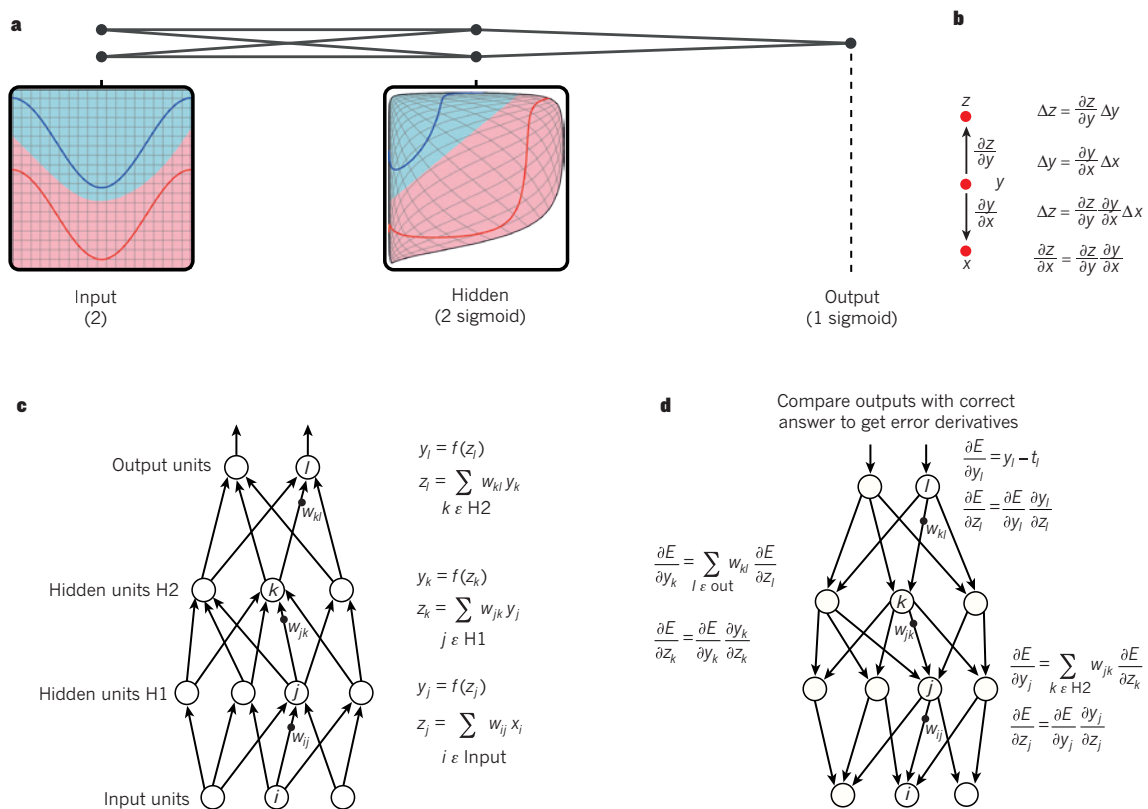 a
Input
(2)
Hidden
(2 sigmoid)
Output
(1 sigmoid)
b
z
∂z/∂y
y
∂y/∂x
x
Δz = ∂z/∂y Δy
Δy = ∂y/∂x Δx
Δz = ∂z/∂y ∂y/∂x Δx
∂z/∂x = ∂z/∂y ∂y/∂x
c
Output units
l
w_kl
y_l = f(z_l)
z_l = ∑ w_kl y_k
k ε H2
Hidden units H2
k
w_jk
y_k = f(z_k)
z_k = ∑ w_jk y_j
j ε H1
Hidden units H1
j
w_ij
y_j = f(z_j)
z_j = ∑ w_ij x_i
i ε Input
Input units
i
d
Compare outputs with correct
answer to get error derivatives
l
w_kl
∂E/∂y_l = y_l – t_l
∂E/∂z_l = ∂E/∂y_l ∂y_l/∂z_l
∂E/∂y_k = ∑ w_kl ∂E/∂z_l
l ε out
∂E/∂z_k = ∂E/∂y_k ∂y_k/∂z_k
k
w_jk
j
w_ij
∂E/∂y_j = ∑ w_jk ∂E/∂z_k
k ε H2
∂E/∂z_j = ∂E/∂y_j ∂y_j/∂z_j
i